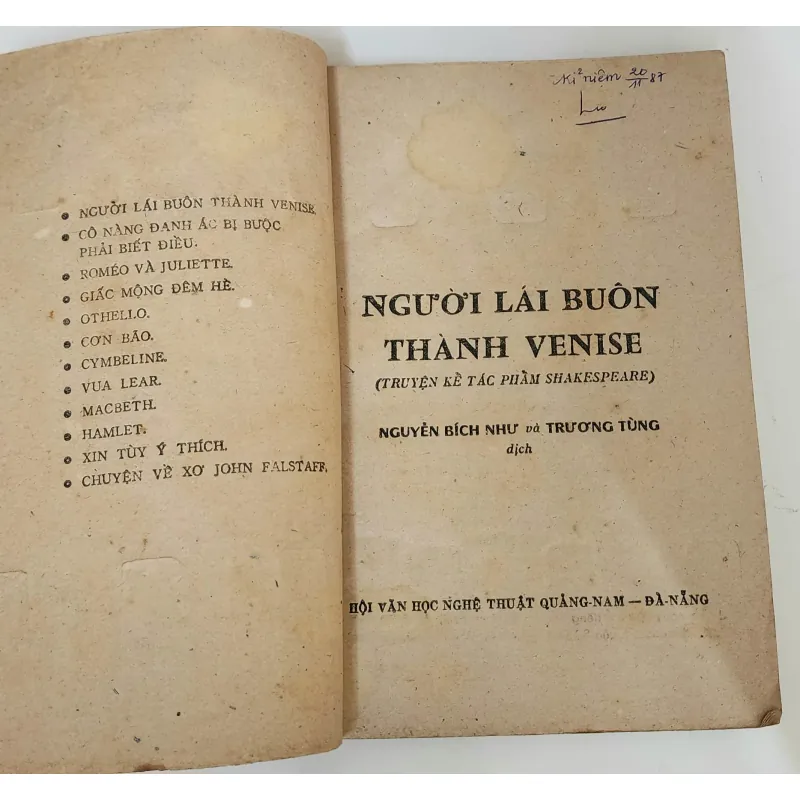 • NGƯỜI LÁI BUÔN THÀNH VENISE.
• CÔ NÀNG ĐANH ÁC BỊ BUỘC
PHẢI BIẾT ĐIỀU.
• ROMÉO VÀ JULIETTE.
• GIẤC MỘNG ĐÊM HÈ.
• OTHELLO.
• CƠN BÃO.
• CYMBELINE.
• VUA LEAR.
• MACBETH.
• HAMLET.
• XIN TÙY Ý THÍCH.
• CHUYỆN VỀ XƠ JOHN FALSTAFF.
Kỉ niệm 20/11 87
NGƯỜI LÁI BUÔN
THÀNH VENISE
(TRUYỆN KỂ TÁC PHẨM SHAKESPEARE)
NGUYỄN BÍCH NHƯ và TRƯƠNG TÙNG
dịch
HỘI VĂN HỌC NGHỆ THUẬT QUẢNG-NAM — ĐÀ-NẴNG